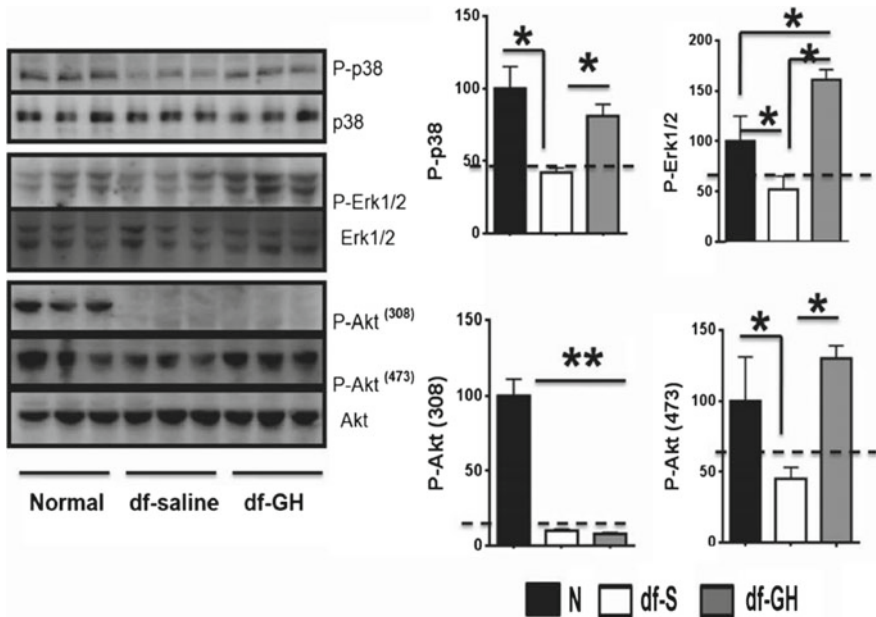 P-p38
p38
P-Erk1/2
Erk1/2
P-Akt (308)
P-Akt (473)
Akt
Normal df-saline df-GH
150
100
50
0
P-p38
*
*
200
150
100
50
0
P-Erk1/2
*
*
*
150
100
50
0
P-Akt (308)
**
150
100
50
0
P-Akt (473)
*
*
N df-S df-GH